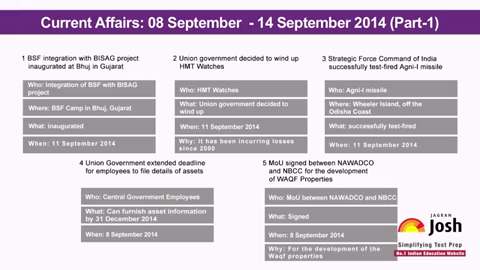 Current Affairs: 08 September - 14 September 2014 (Part-1)
1 BSF integration with BISAG project
inaugurated at Bhuj in Gujarat
Who: Integration of BSF with BISAG
project
Where: BSF Camp in Bhuj, Gujarat
What: Inaugurated
When: 11 September 2014
2 Union government decided to wind up
HMT Watches
Who: HMT Watches
What: Union government decided to
wind up
When: 11 September 2014
Why: It has been incurring losses
since 2000
3 Strategic Force Command of India
successfully test-fired Agni-I missile
Who: Agni-I missile
Where: Wheeler Island, off the
Odisha Coast
What: successfully test-fired
When: 11 September 2014
4 Union Government extended deadline
for employees to file details of assets
Who: Central Government Employees
What: Can furnish asset information
by 31 December 2014
When: 8 September 2014
5 MoU signed between NAWADCO
and NBCC for the development
of WAQF Properties
Who: MoU between NAWADCO and NBCC
What: Signed
When: 8 September 2014
Why: For the development of the
Waqf properties
JAGRAN
Josh
Simplifying Test Prep
No.1 Indian Education Website